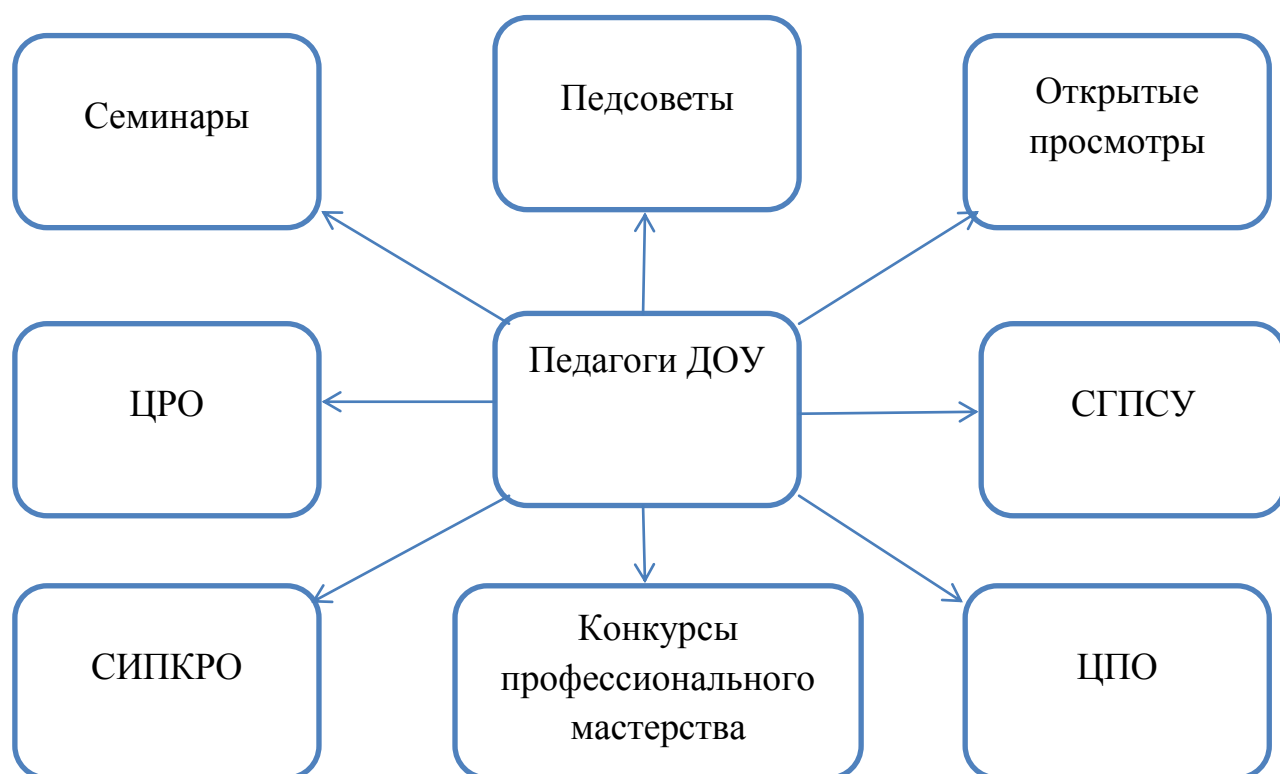 Семинары
Педсоветы
Открытые
просмотры
ЦРО
Педагоги ДОУ
СГПСУ
СИПКРО
Конкурсы
профессионального
мастерства
ЦПО